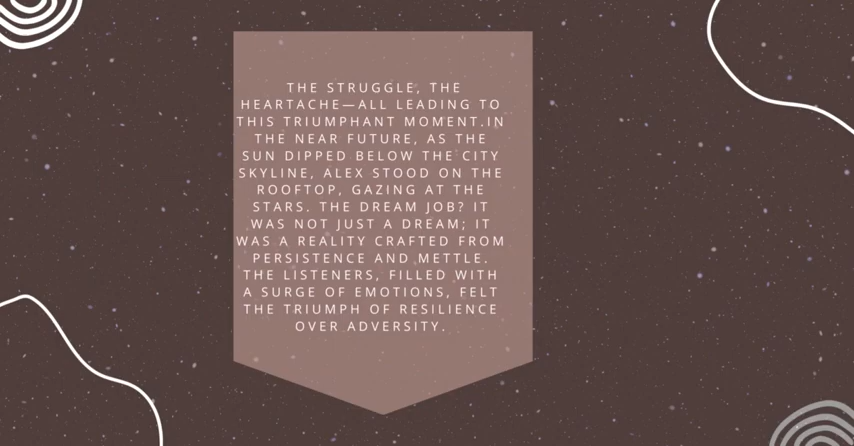 THE STRUGGLE, THE
HEARTACHE—ALL LEADING TO
THIS TRIUMPHANT MOMENT.IN
THE NEAR FUTURE, AS THE
SUN DIPPED BELOW THE CITY
SKYLINE, ALEX STOOD ON THE
ROOFTOP, GAZING AT THE
STARS. THE DREAM JOB? IT
WAS NOT JUST A DREAM; IT
WAS A REALITY CRAFTED FROM
PERSISTENCE AND METTLE.
THE LISTENERS, FILLED WITH
A SURGE OF EMOTIONS, FELT
THE TRIUMPH OF RESILIENCE
OVER ADVERSITY.